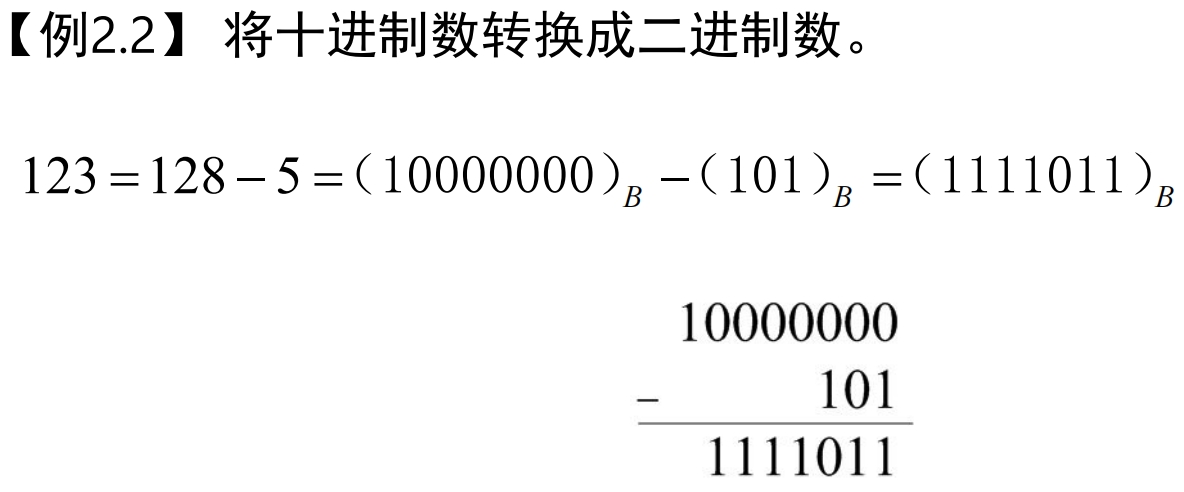 【例2.2】 将十进制数转换成二进制数。
123 = 128 − 5 = (10000000)B − (101)B = (1111011)B
10000000
− 101
1111011